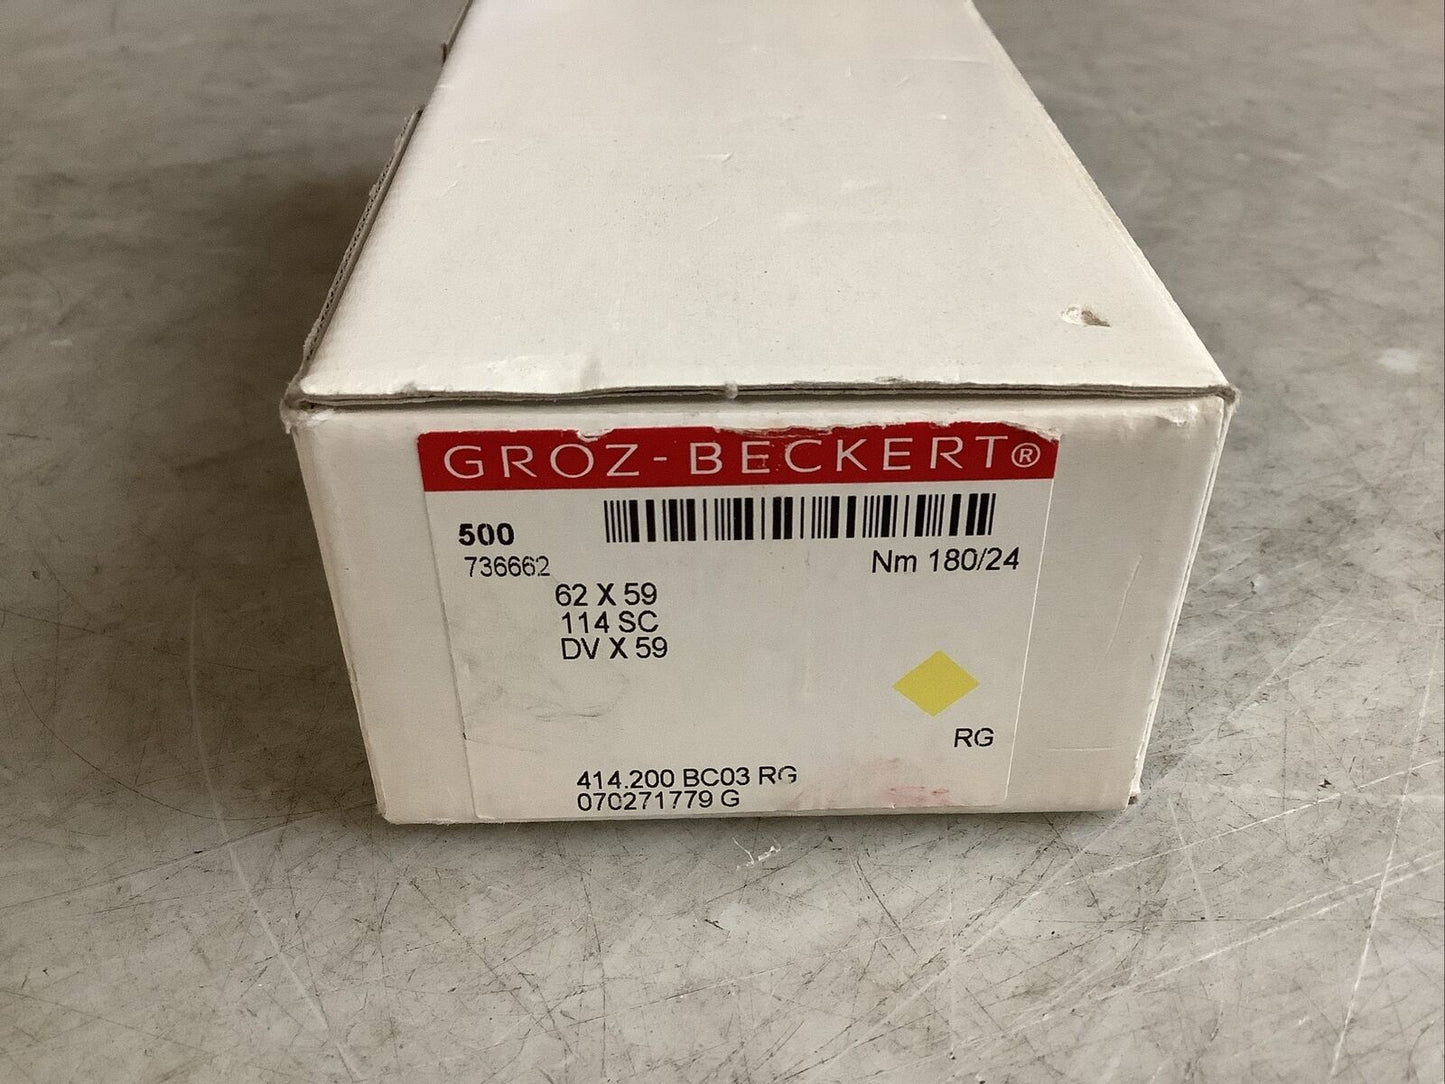 GROZ-BECKERT®
500
736662
Nm 180/24
62 X 59
114 SC
DV X 59
RG
414.200 BC03 RG
070271779 G